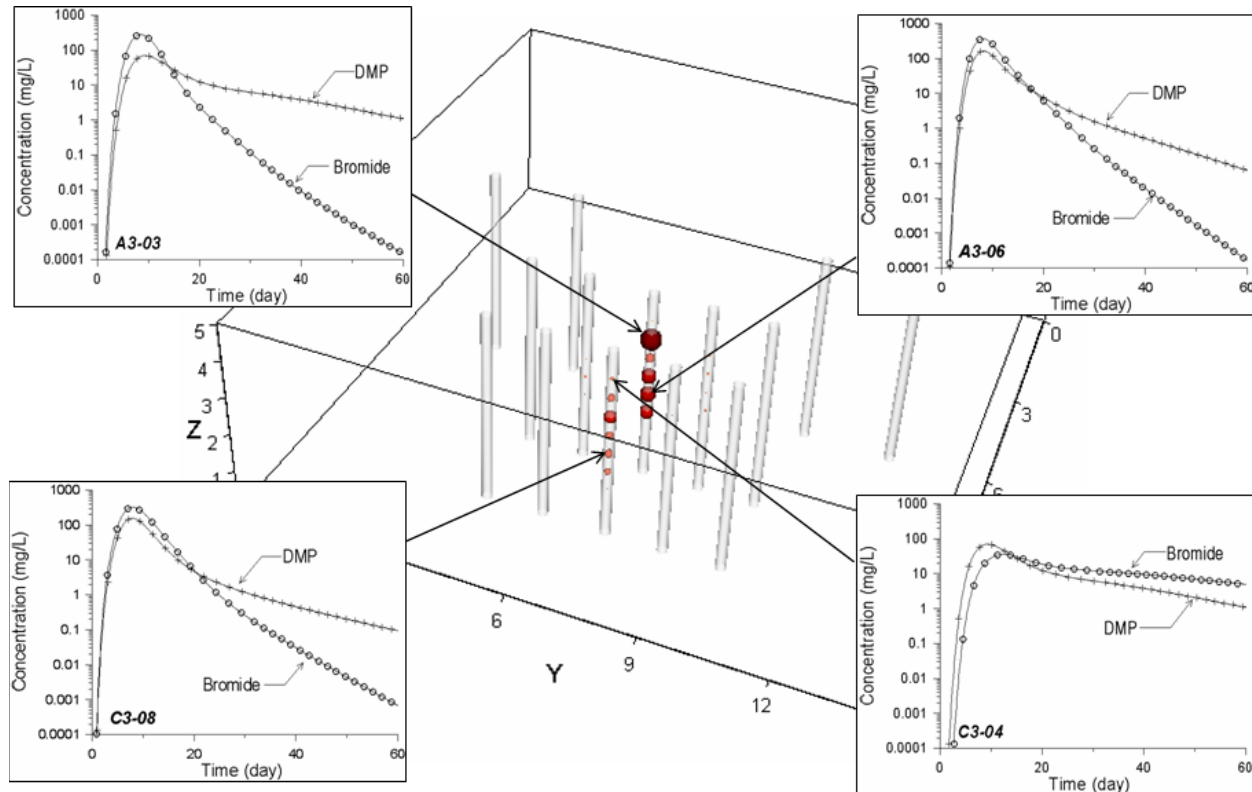 1000
100
10
1
0.1
0.01
0.001
0.0001
Concentration (mg/L)
DMP
Bromide
A3-03
0
20
40
60
Time (day)
1000
100
10
1
0.1
0.01
0.001
0.0001
Concentration (mg/L)
DMP
Bromide
A3-06
0
20
40
60
Time (day)
5
4
3
2
1
Z
0
3
6
6
9
12
Y
1000
100
10
1
0.1
0.01
0.001
0.0001
Concentration (mg/L)
DMP
Bromide
C3-08
0
20
40
60
Time (day)
1000
100
10
1
0.1
0.01
0.001
0.0001
Concentration (mg/L)
Bromide
DMP
C3-04
0
20
40
60
Time (day)